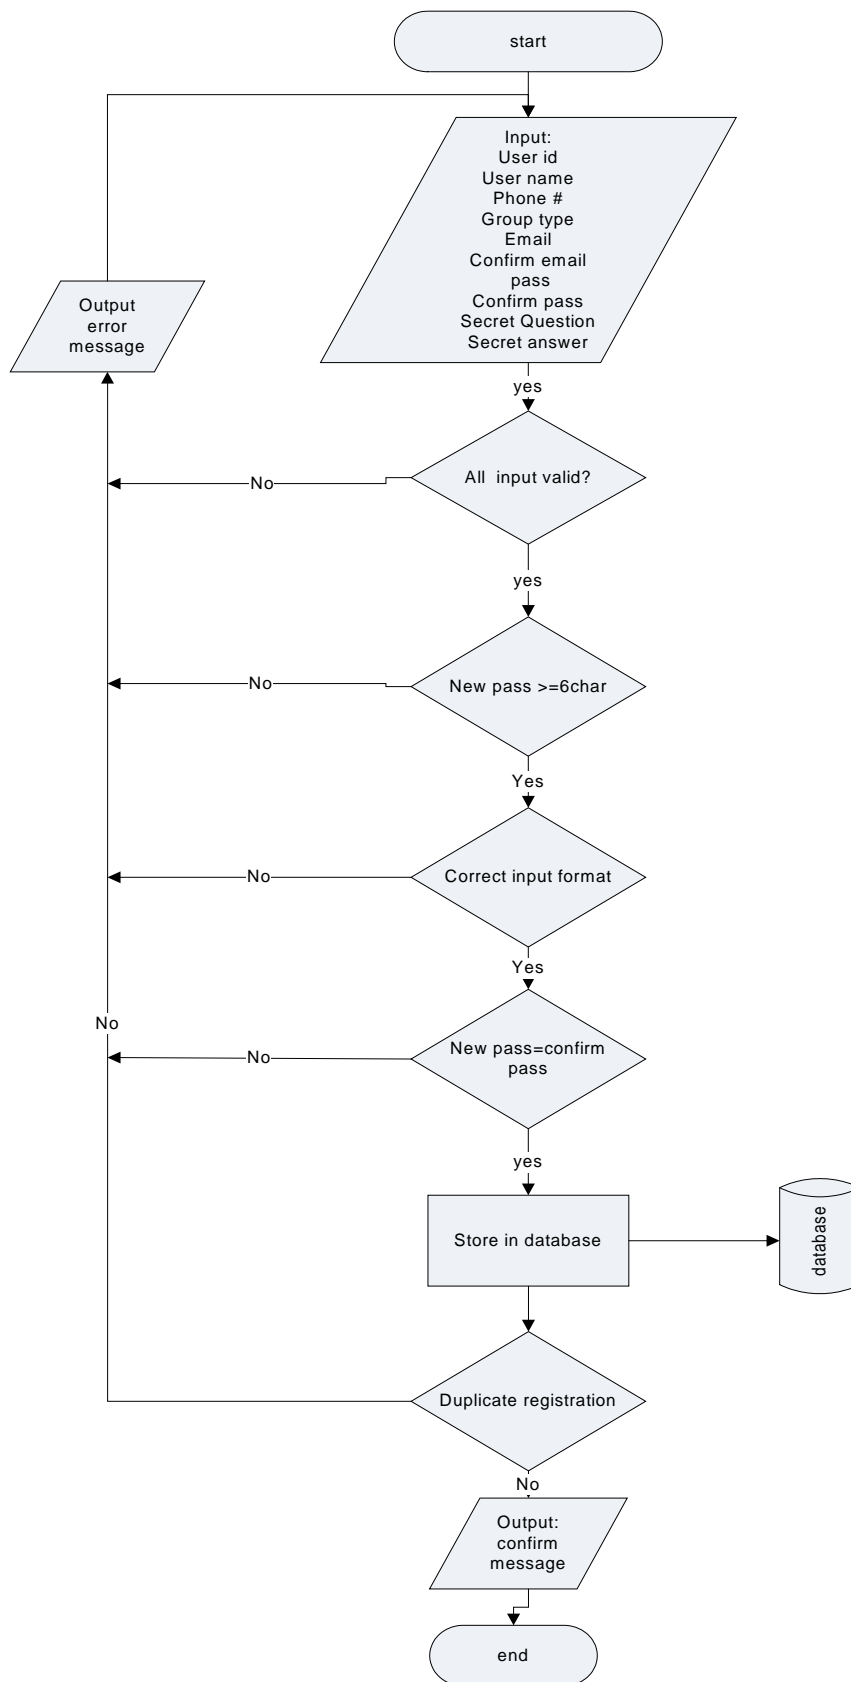 start
Input:
User id
User name
Phone #
Group type
Email
Confirm email
pass
Confirm pass
Secret Question
Secret answer
Output
error
message
yes
All input valid?
No
yes
New pass >=6char
No
Yes
Correct input format
No
Yes
No
New pass=confirm
pass
No
yes
Store in database
database
Duplicate registration
No
Output:
confirm
message
end